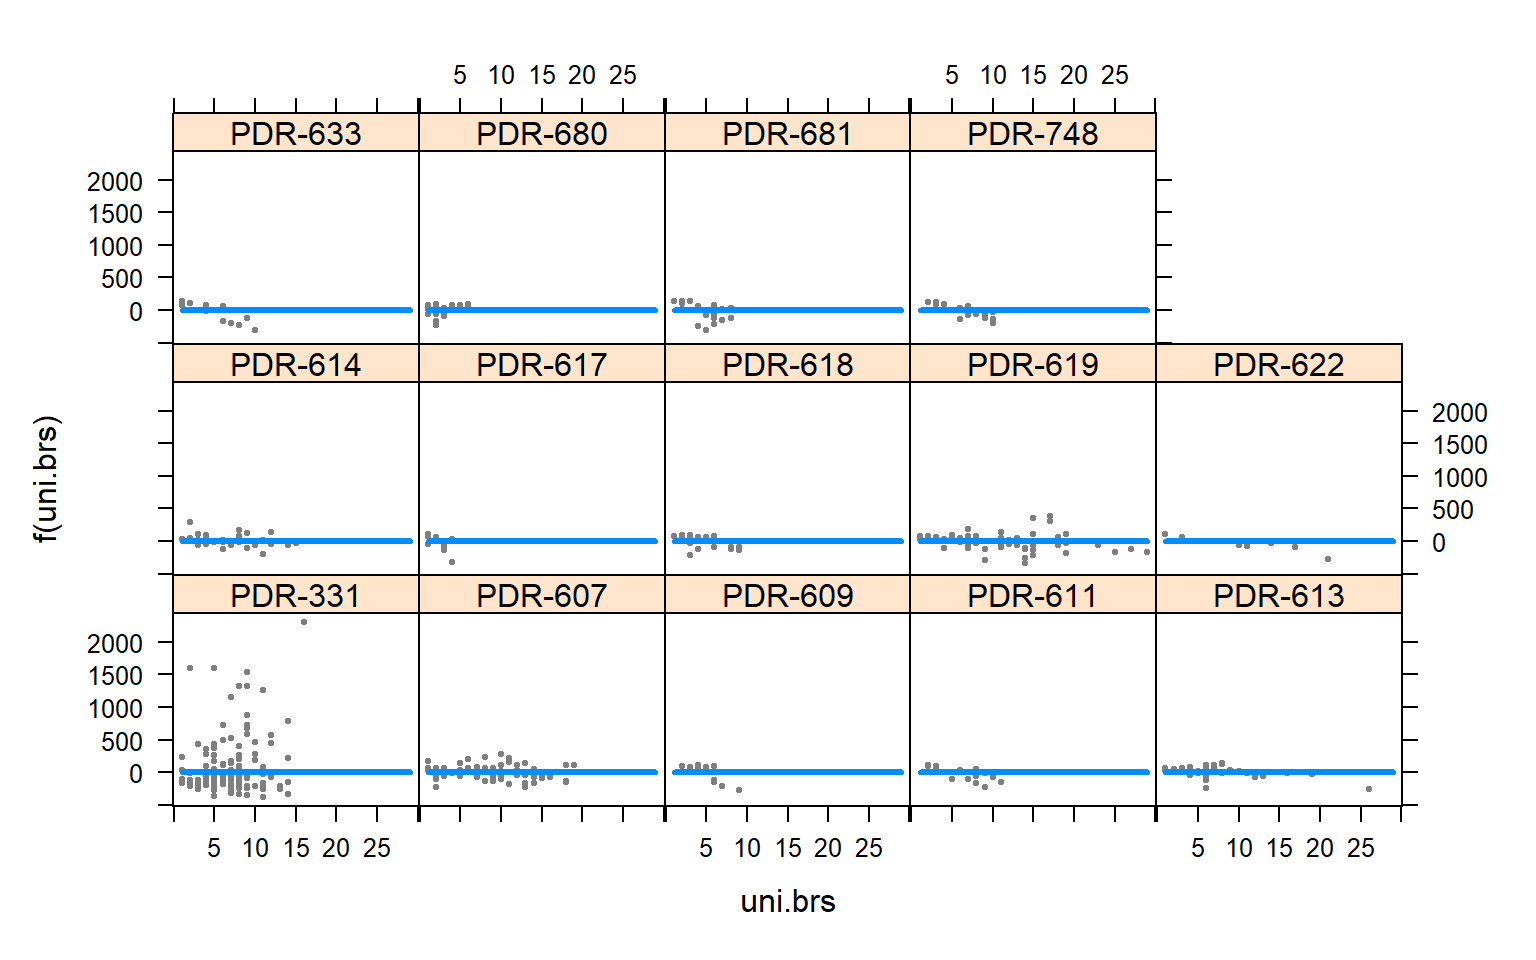 5 10 15 20 25 5 10 15 20 25
PDR-633 PDR-680 PDR-681 PDR-748
2000
1500
1000
500
0
PDR-614 PDR-617 PDR-618 PDR-619 PDR-622
2000
1500
1000
500
0
f(uni.brs)
PDR-331 PDR-607 PDR-609 PDR-611 PDR-613
2000
1500
1000
500
0
5 10 15 20 25 5 10 15 20 25 5 10 15 20 25
uni.brs